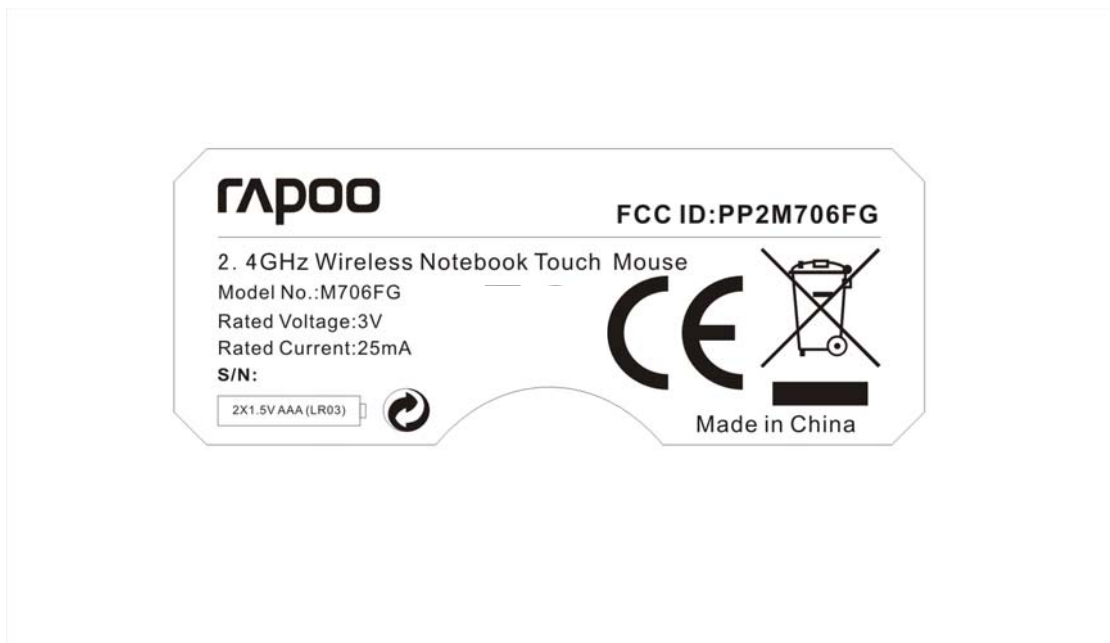 rapoo
FCC ID:PP2M706FG
2. 4GHz Wireless Notebook Touch Mouse
Model No.:M706FG
Rated Voltage:3V
Rated Current:25mA
S/N:
2X1.5V AAA (LR03)
CE
Made in China